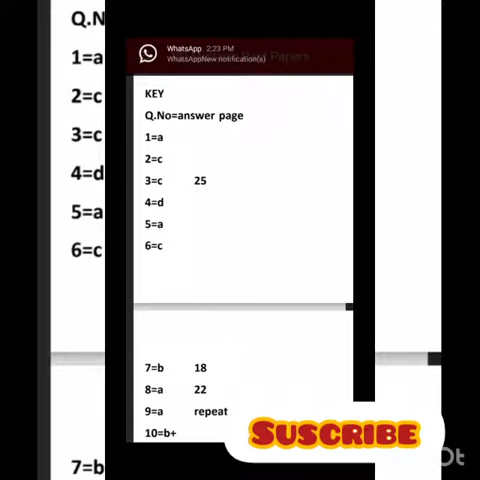 Q.N
1=a
2=c
3=c
4=d
5=a
6=c
7=b
WhatsApp 2:23 PM
WhatsAppNew notification(s)
Papers
KEY
Q.No=answer page
1=a
2=c
3=c 25
4=d
5=a
6=c
7=b 18
8=a 22
9=a repeat
10=b+
SUSCRIBE